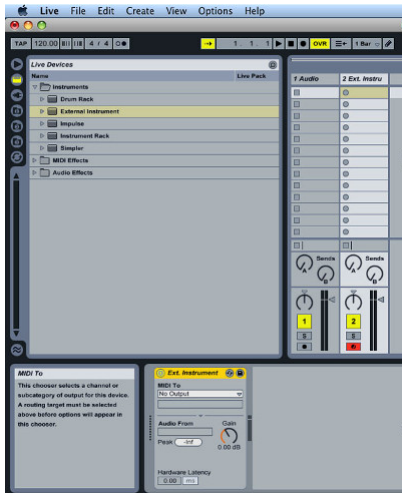 Live File Edit Create View Options Help
TAP 120.00 4 / 4 1 . 1 . 1 OVR 1 Bar
Live Devices
Name Live Pack
Instruments
Drum Rack
External Instrument
Impulse
Instrument Rack
Simpler
MIDI Effects
Audio Effects
1 Audio 2 Ext. Instru
Sends Sends
A A
B B
1 2
S S
MIDI To
This chooser selects a channel or
subcategory of output for this device.
A routing target must be selected
above before options will appear in
this chooser.
Ext. Instrument
MIDI To
No Output
Audio From Gain
Peak -Inf
0.00 dB
Hardware Latency
0.00 ms